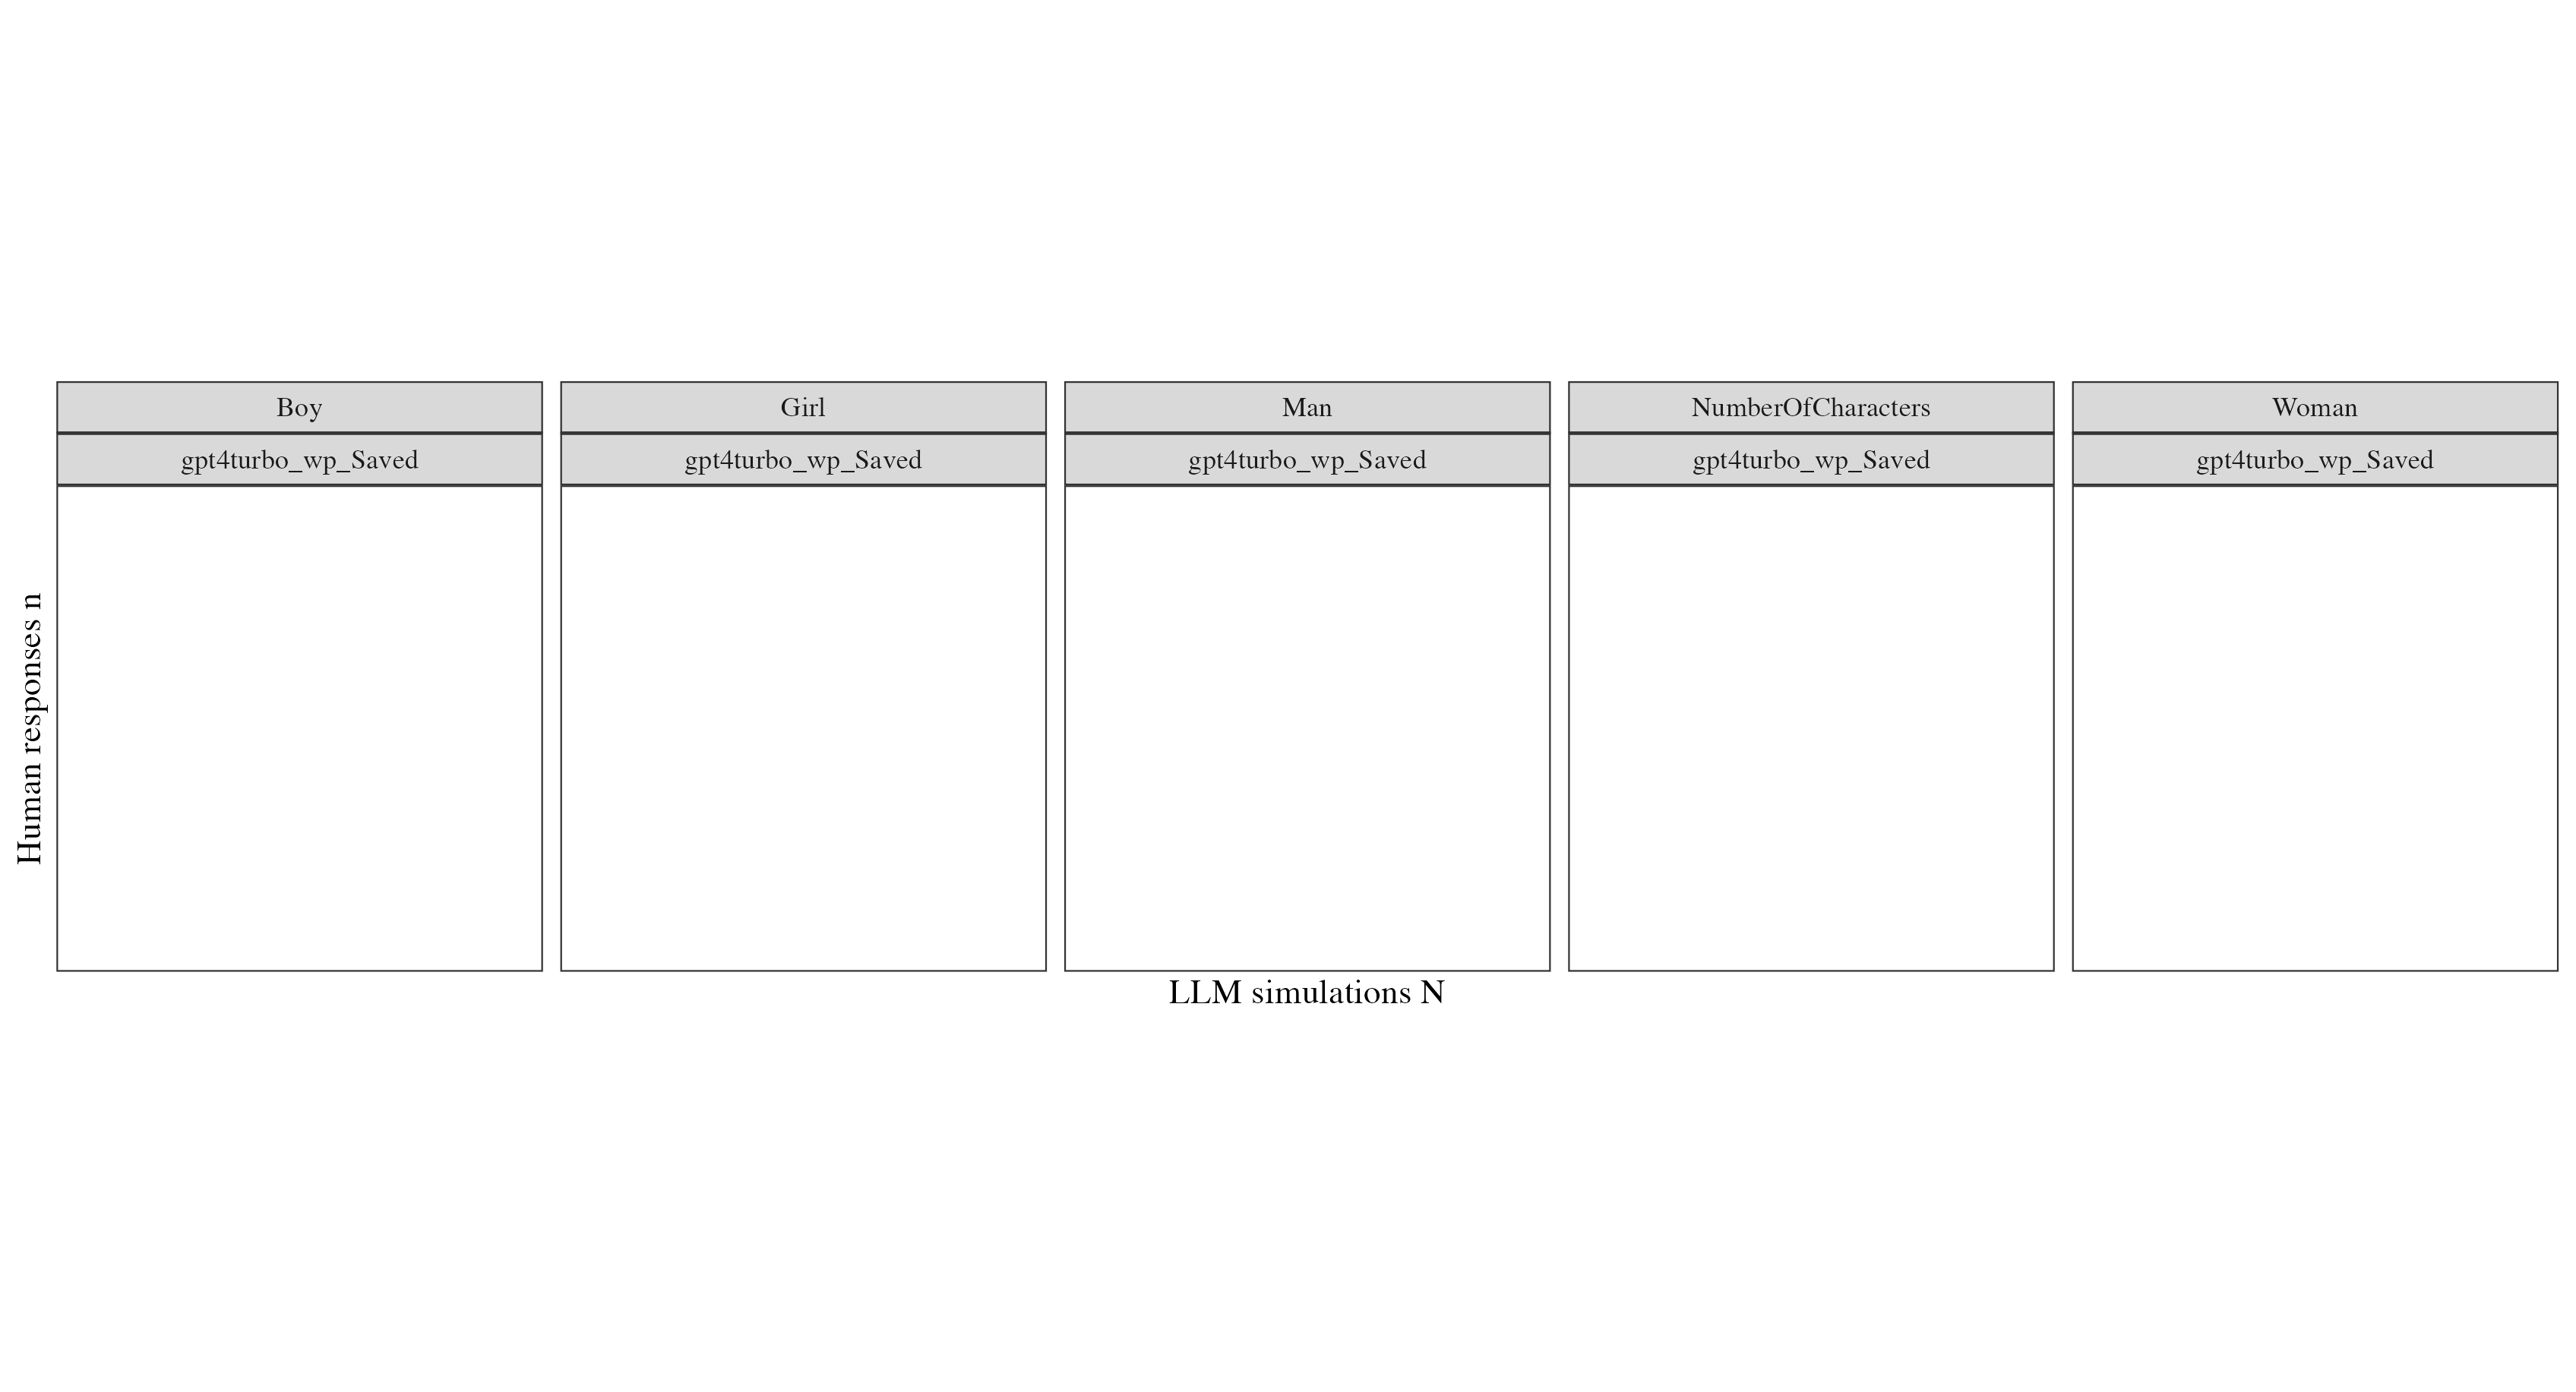 Boy
Girl
Man
NumberOfCharacters
Woman
gpt4turbo_wp_Saved
gpt4turbo_wp_Saved
gpt4turbo_wp_Saved
gpt4turbo_wp_Saved
gpt4turbo_wp_Saved
Human responses n
LLM simulations N